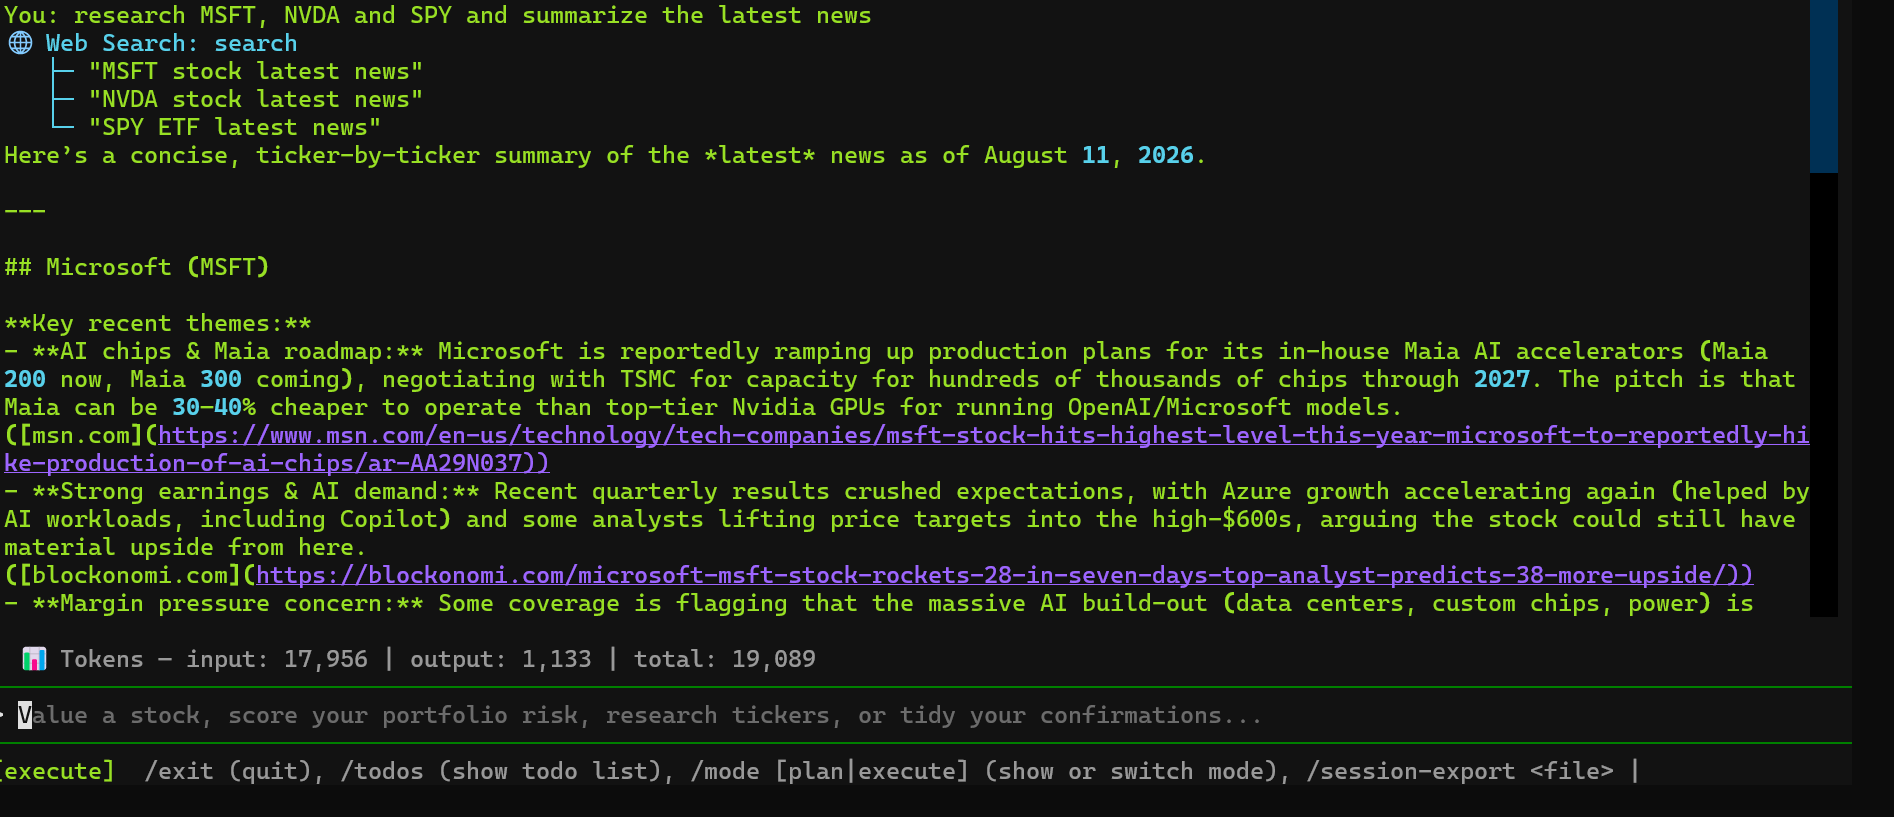 You: research MSFT, NVDA and SPY and summarize the latest news
Web Search: search
"MSFT stock latest news"
"NVDA stock latest news"
"SPY ETF latest news"
Here’s a concise, ticker-by-ticker summary of the *latest* news as of August 11, 2026.
---
## Microsoft (MSFT)
**Key recent themes:**
- **AI chips & Maia roadmap:** Microsoft is reportedly ramping up production plans for its in-house Maia AI accelerators (Maia
200 now, Maia 300 coming), negotiating with TSMC for capacity for hundreds of thousands of chips through 2027. The pitch is that
Maia can be 30–40% cheaper to operate than top-tier Nvidia GPUs for running OpenAI/Microsoft models.
([msn.com](https://www.msn.com/en-us/technology/tech-companies/msft-stock-hits-highest-level-this-year-microsoft-to-reportedly-hi
ke-production-of-ai-chips/ar-AA29N037))
- **Strong earnings & AI demand:** Recent quarterly results crushed expectations, with Azure growth accelerating again (helped by
AI workloads, including Copilot) and some analysts lifting price targets into the high-$600s, arguing the stock could still have
material upside from here.
([blockonomi.com](https://blockonomi.com/microsoft-msft-stock-rockets-28-in-seven-days-top-analyst-predicts-38-more-upside/))
- **Margin pressure concern:** Some coverage is flagging that the massive AI build-out (data centers, custom chips, power) is
📊 Tokens — input: 17,956 | output: 1,133 | total: 19,089
> Value a stock, score your portfolio risk, research tickers, or tidy your confirmations...
[execute] /exit (quit), /todos (show todo list), /mode [plan|execute] (show or switch mode), /session-export <file> |